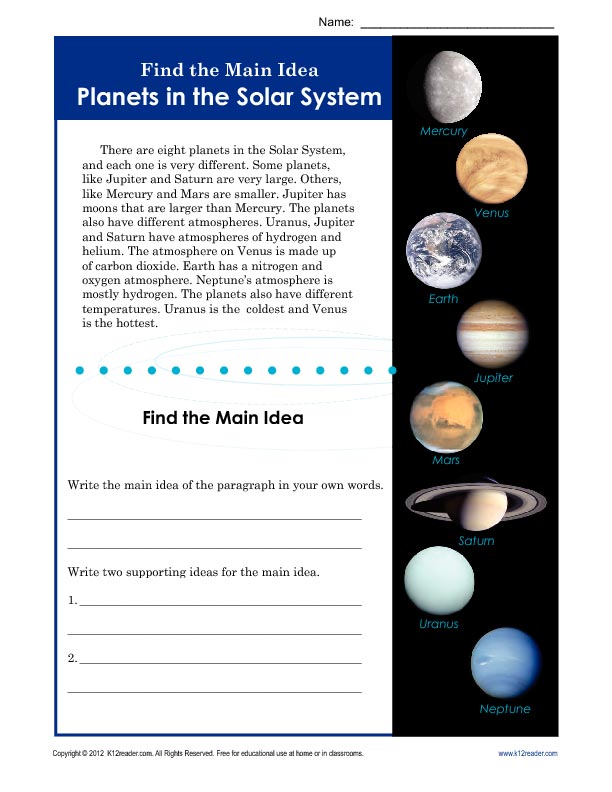 Name:
Find the Main Idea
Planets in the Solar System
There are eight planets in the Solar System,
and each one is very different. Some planets,
like Jupiter and Saturn are very large. Others,
like Mercury and Mars are smaller. Jupiter has
moons that are larger than Mercury. The planets
also have different atmospheres. Uranus, Jupiter
and Saturn have atmospheres of hydrogen and
helium. The atmosphere on Venus is made up
of carbon dioxide. Earth has a nitrogen and
oxygen atmosphere. Neptune's atmosphere is
mostly hydrogen. The planets also have different
temperatures. Uranus is the coldest and Venus
is the hottest.
Find the Main Idea
Write the main idea of the paragraph in your own words.
Write two supporting ideas for the main idea.
1.
2.
Mercury
Venus
Earth
Jupiter
Mars
Saturn
Uranus
Neptune
Copyright © 2012 K12reader.com. All Rights Reserved. Free for educational use at home or in classrooms.
www.k12reader.com